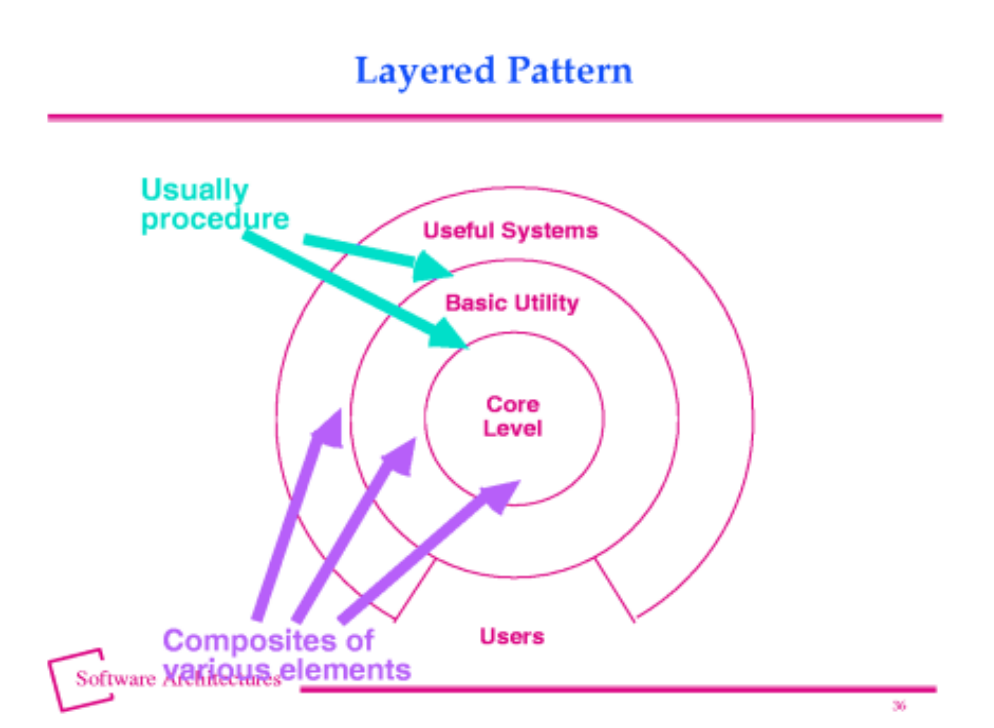 Layered Pattern
Usually
procedure
Useful Systems
Basic Utility
Core
Level
Users
Composites of
various elements
Software Architectures
36